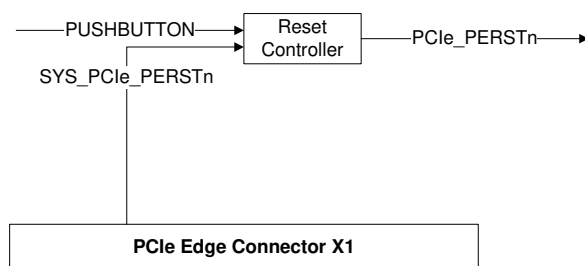 PUSHBUTTON
Reset
Controller
PCIe_PERSTn
SYS_PCIe_PERSTn
PCIe Edge Connector X1